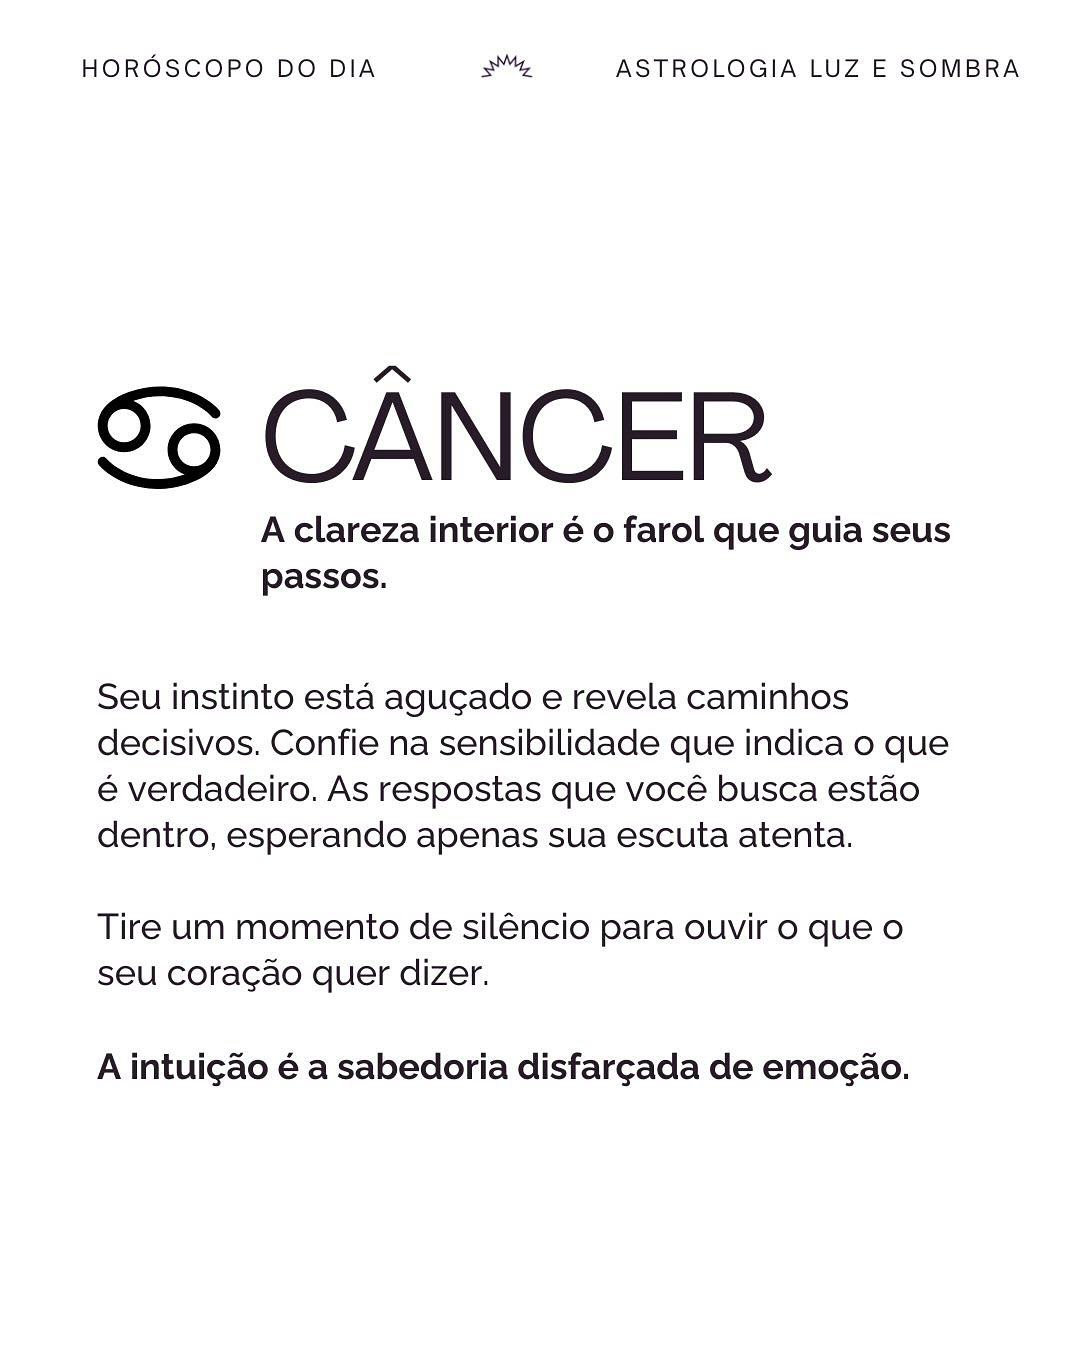 HORÓSCOPO DO DIA
ASTROLOGIA LUZ E SOMBRA
CÂNCER
A clareza interior é o farol que guia seus
passos.
Seu instinto está aguçado e revela caminhos
decisivos. Confie na sensibilidade que indica o que
é verdadeiro. As respostas que você busca estão
dentro, esperando apenas sua escuta atenta.
Tire um momento de silêncio para ouvir o que o
seu coração quer dizer.
A intuição é a sabedoria disfarçada de emoção.